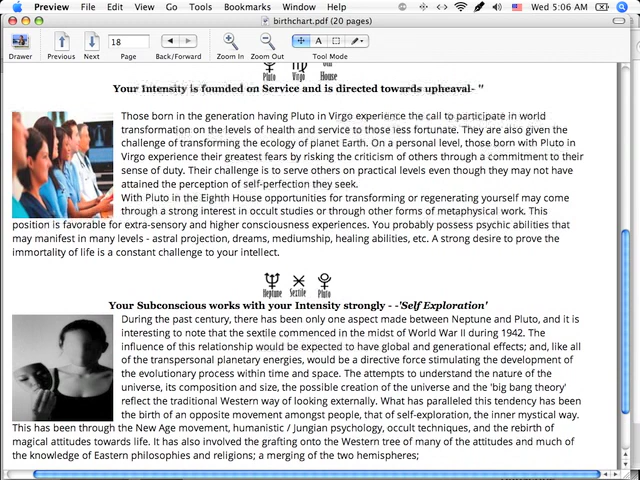 Preview File Edit View Go Tools Bookmarks Window Help Wed 5:06 AM
birthchart.pdf (20 pages)
18
Drawer Previous Next Page Back/Forward Zoom In Zoom Out Tool Mode
Pluto Virgo House
Your Intensity is founded on Service and is directed towards upheaval- "
Those born in the generation having Pluto in Virgo experience the call to participate in world
transformation on the levels of health and service to those less fortunate. They are also given the
challenge of transforming the ecology of planet Earth. On a personal level, those born with Pluto in
Virgo experience their greatest fears by risking the criticism of others through a commitment to their
sense of duty. Their challenge is to serve others on practical levels even though they may not have
attained the perception of self-perfection they seek.
With Pluto in the Eighth House opportunities for transforming or regenerating yourself may come
through a strong interest in occult studies or through other forms of metaphysical work. This
position is favorable for extra-sensory and higher consciousness experiences. You probably possess psychic abilities that
may manifest in many levels - astral projection, dreams, mediumship, healing abilities, etc. A strong desire to prove the
immortality of life is a constant challenge to your intellect.
Neptune Sextile Pluto
Your Subconscious works with your Intensity strongly - -'Self Exploration'
During the past century, there has been only one aspect made between Neptune and Pluto, and it is
interesting to note that the sextile commenced in the midst of World War II during 1942. The
influence of this relationship would be expected to have global and generational effects; and, like all
of the transpersonal planetary energies, would be a directive force stimulating the development of
the evolutionary process within time and space. The attempts to understand the nature of the
universe, its composition and size, the possible creation of the universe and the 'big bang theory'
reflect the traditional Western way of looking externally. What has paralleled this tendency has been
the birth of an opposite movement amongst people, that of self-exploration, the inner mystical way.
This has been through the New Age movement, humanistic / Jungian psychology, occult techniques, and the rebirth of
magical attitudes towards life. It has also involved the grafting onto the Western tree of many of the attitudes and much of
the knowledge of Eastern philosophies and religions; a merging of the two hemispheres;